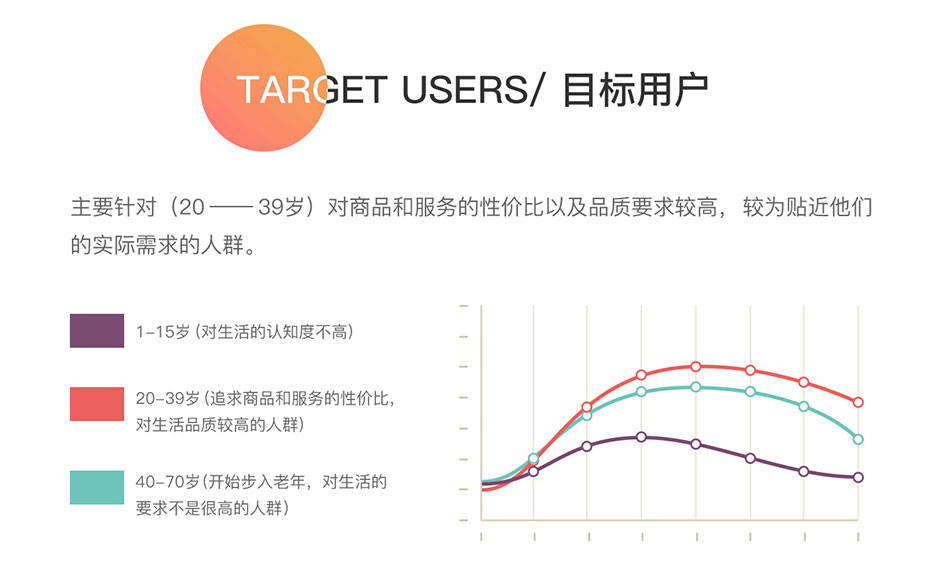 TARGET USERS/ 目标用户
主要针对（20 —— 39岁）对商品和服务的性价比以及品质要求较高，较为贴近他们
的实际需求的人群。
1-15岁（对生活的认知度不高）
20-39岁（追求商品和服务的性价比，
对生活品质较高的人群）
40-70岁（开始步入老年，对生活的
要求不是很高的人群）